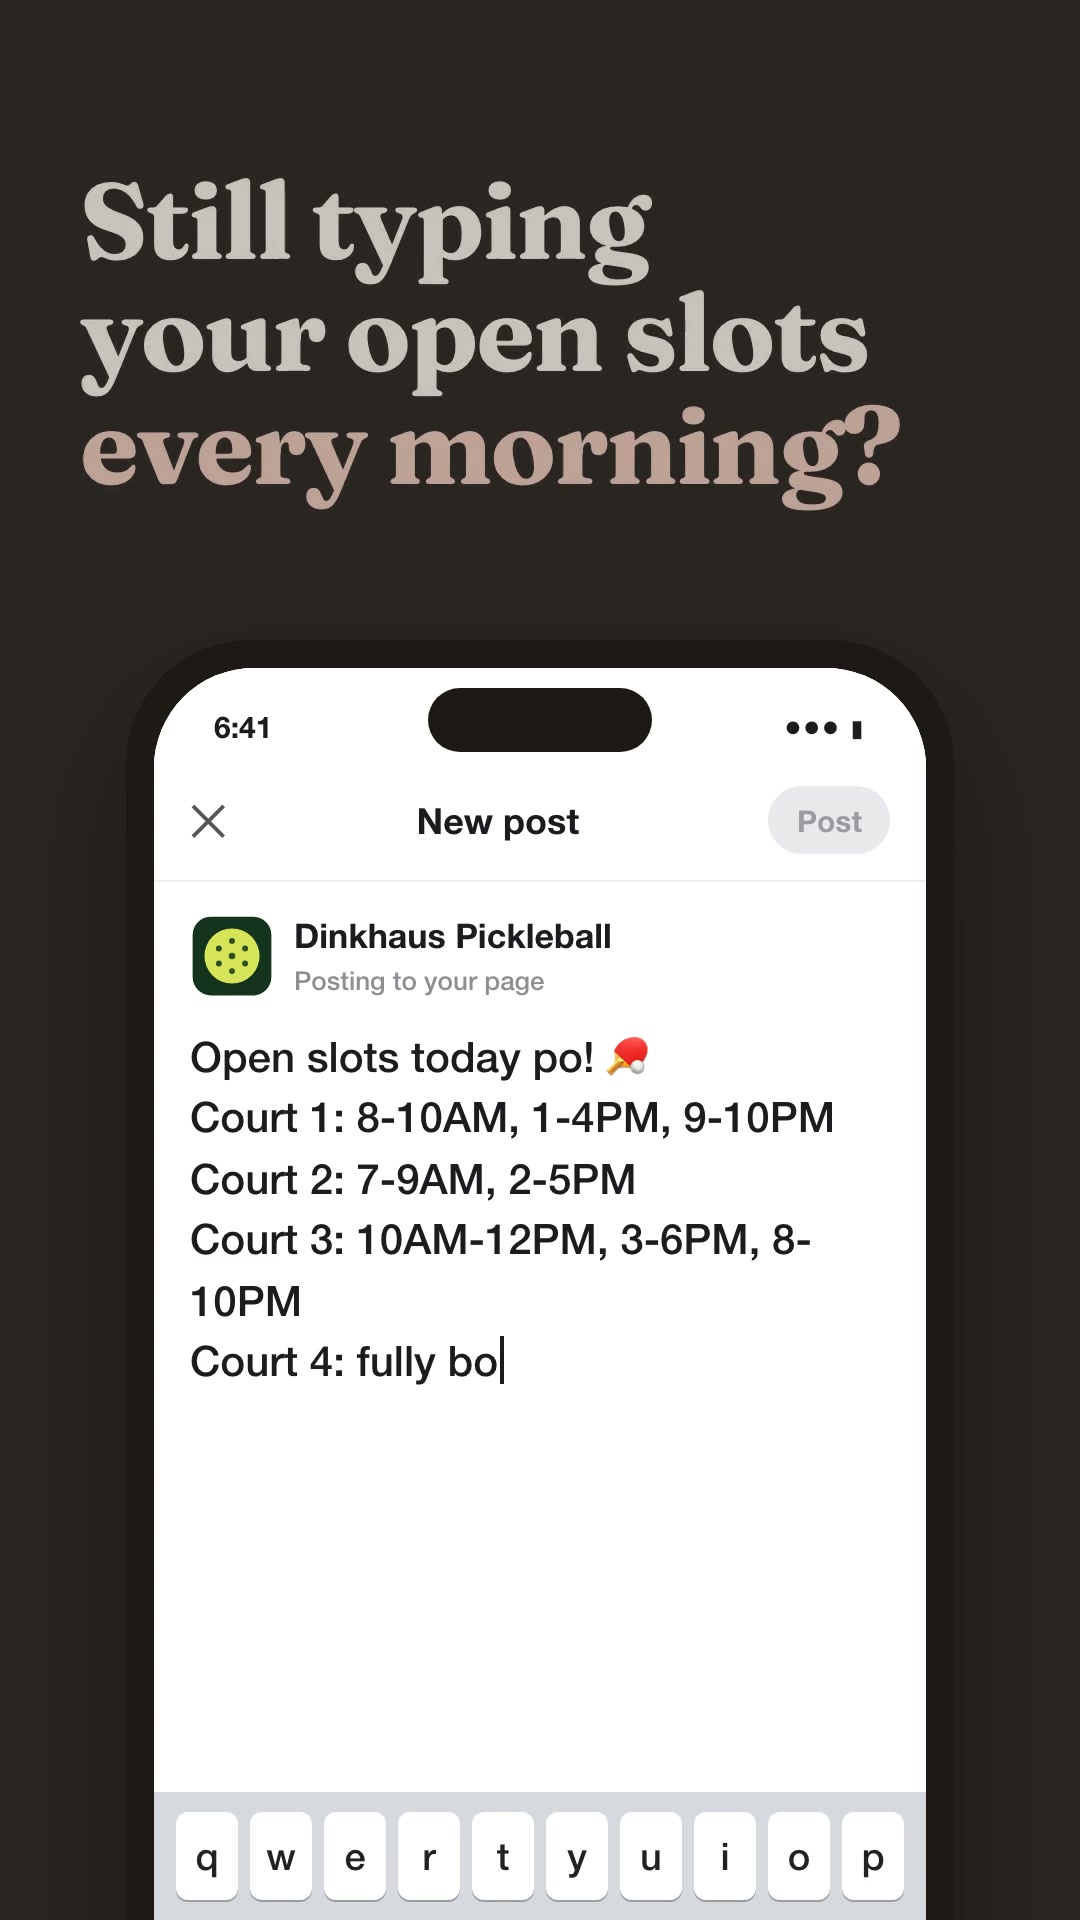 Still typing
your open slots
every morning?
6:41
New post
Post
Dinkhaus Pickleball
Posting to your page
Open slots today po! 🏓
Court 1: 8-10AM, 1-4PM, 9-10PM
Court 2: 7-9AM, 2-5PM
Court 3: 10AM-12PM, 3-6PM, 8-
10PM
Court 4: fully bo
q w e r t y u i o p